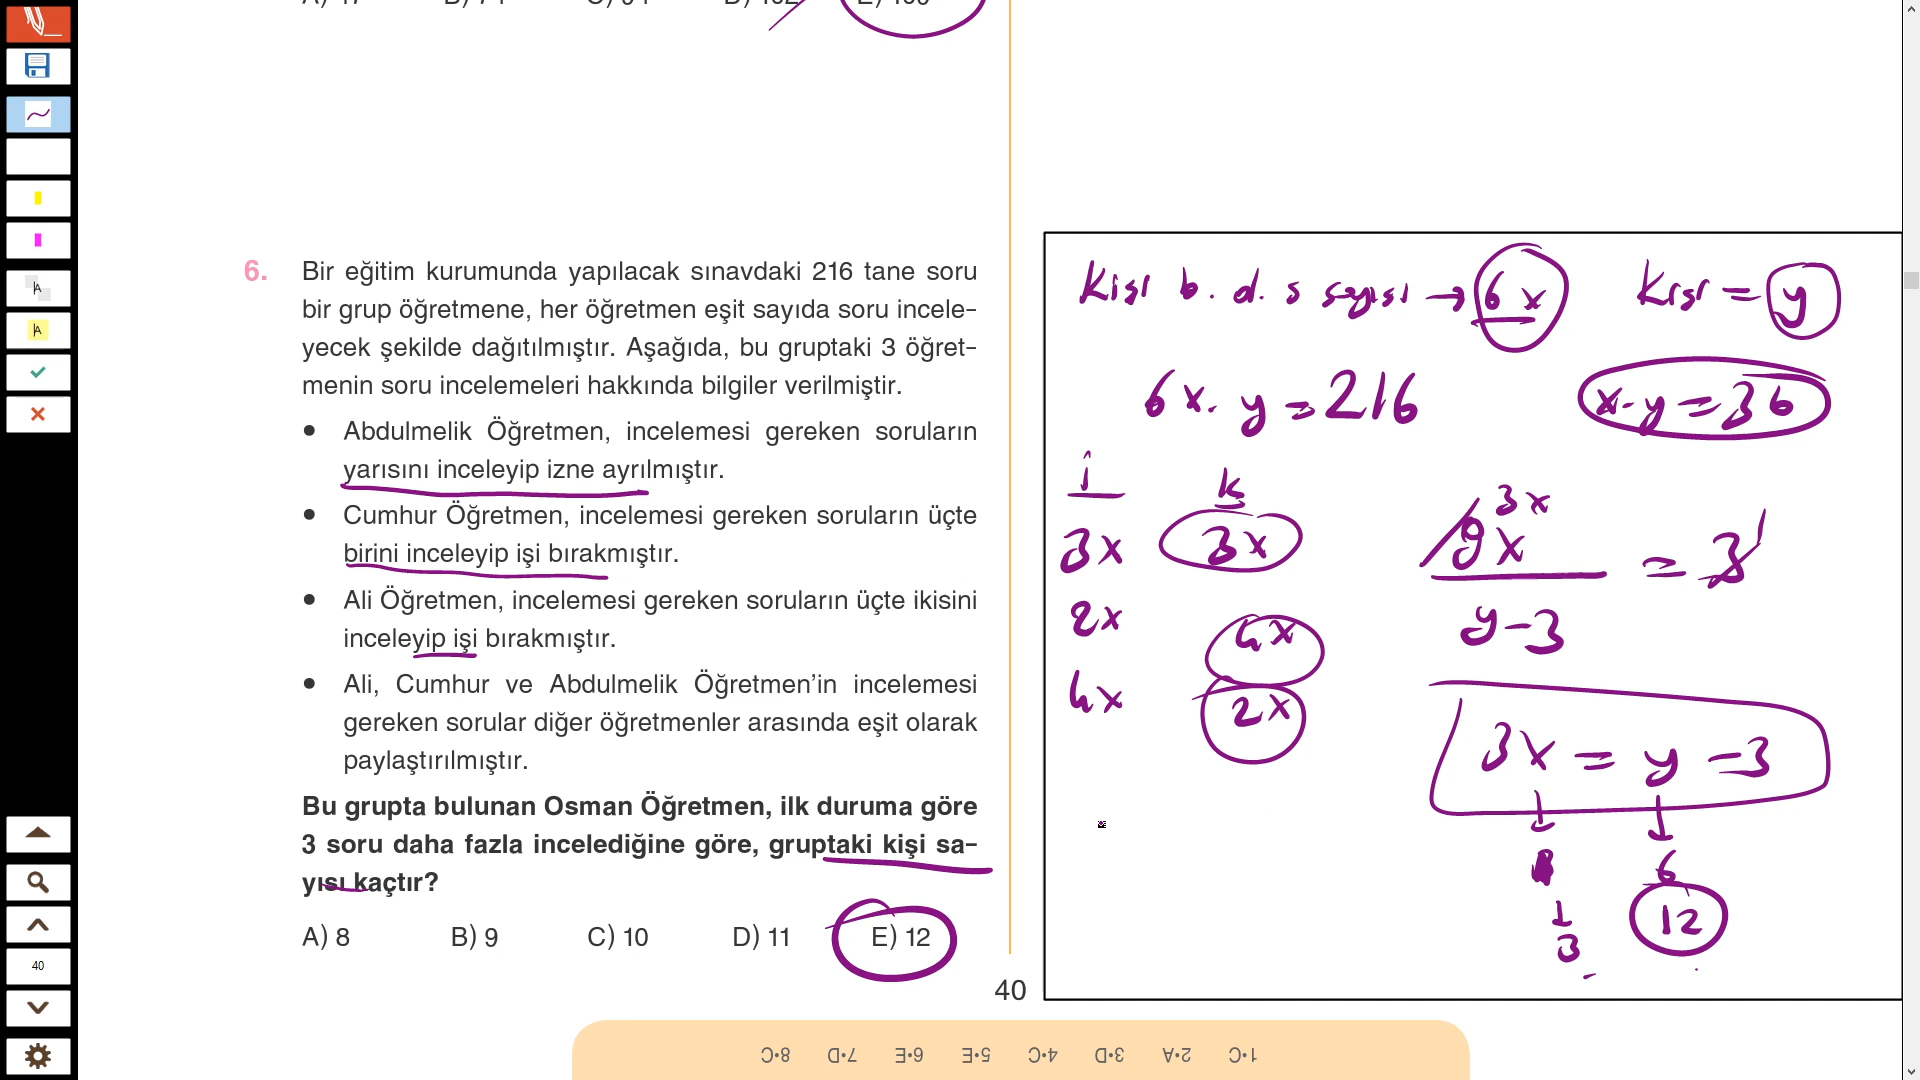 6.
Bir eğitim kurumunda yapılacak sınavdaki 216 tane soru
bir grup öğretmene, her öğretmen eşit sayıda soru incele-
yecek şekilde dağıtılmıştır. Aşağıda, bu gruptaki 3 öğret-
menin soru incelemeleri hakkında bilgiler verilmiştir.
• Abdulmelik Öğretmen, incelemesi gereken soruların
yarısını inceleyip izne ayrılmıştır.
• Cumhur Öğretmen, incelemesi gereken soruların üçte
birini inceleyip işi bırakmıştır.
• Ali Öğretmen, incelemesi gereken soruların üçte ikisini
inceleyip işi bırakmıştır.
• Ali, Cumhur ve Abdulmelik Öğretmen’in incelemesi
gereken sorular diğer öğretmenler arasında eşit olarak
paylaştırılmıştır.
Bu grupta bulunan Osman Öğretmen, ilk duruma göre
3 soru daha fazla incelediğine göre, gruptaki kişi sa-
yısı kaçtır?
A) 8 B) 9 C) 10 D) 11 E) 12
40
Kişi b. d. s sayısı → 6x Kişi = y
6x. y = 216 x.y = 36
i k
3x 3x
2x 4x
4x 2x
3x
9x = 3 1
y-3
3x = y - 3
6
3 12
1•C 2•A 3•D 4•C 5•E 6•E 7•D 8•C
40